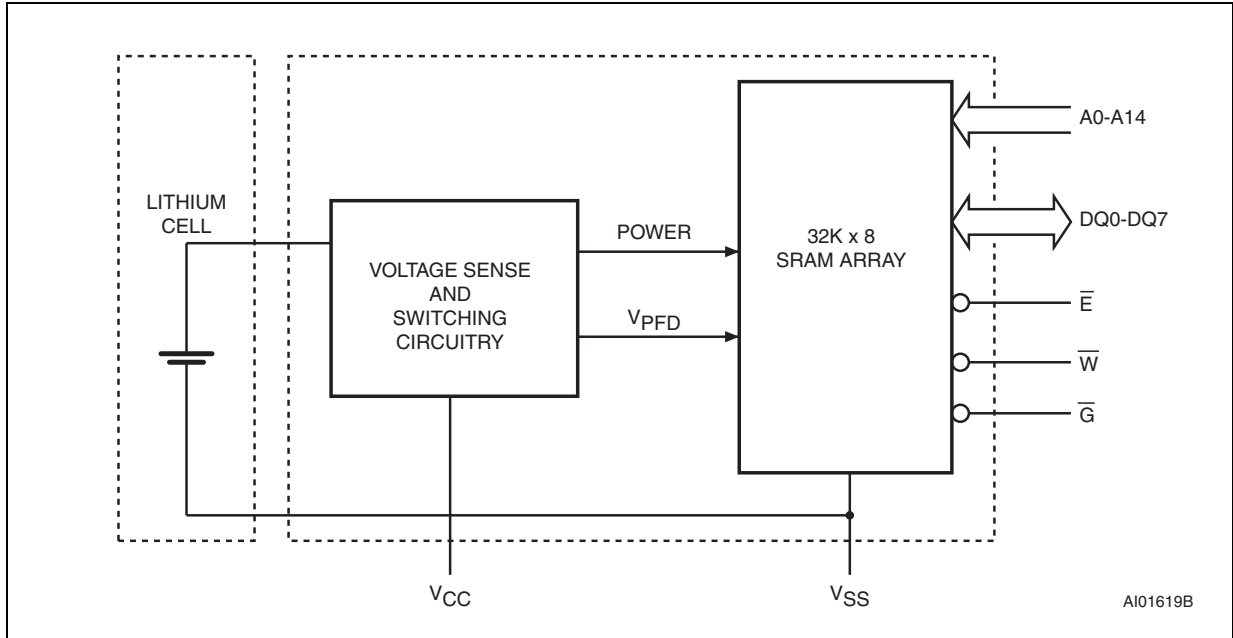 LITHIUM
CELL
VOLTAGE SENSE
AND
SWITCHING
CIRCUITRY
POWER
VPFD
32K x 8
SRAM ARRAY
A0-A14
DQ0-DQ7
E̅
W̅
G̅
VCC
VSS
AI01619B